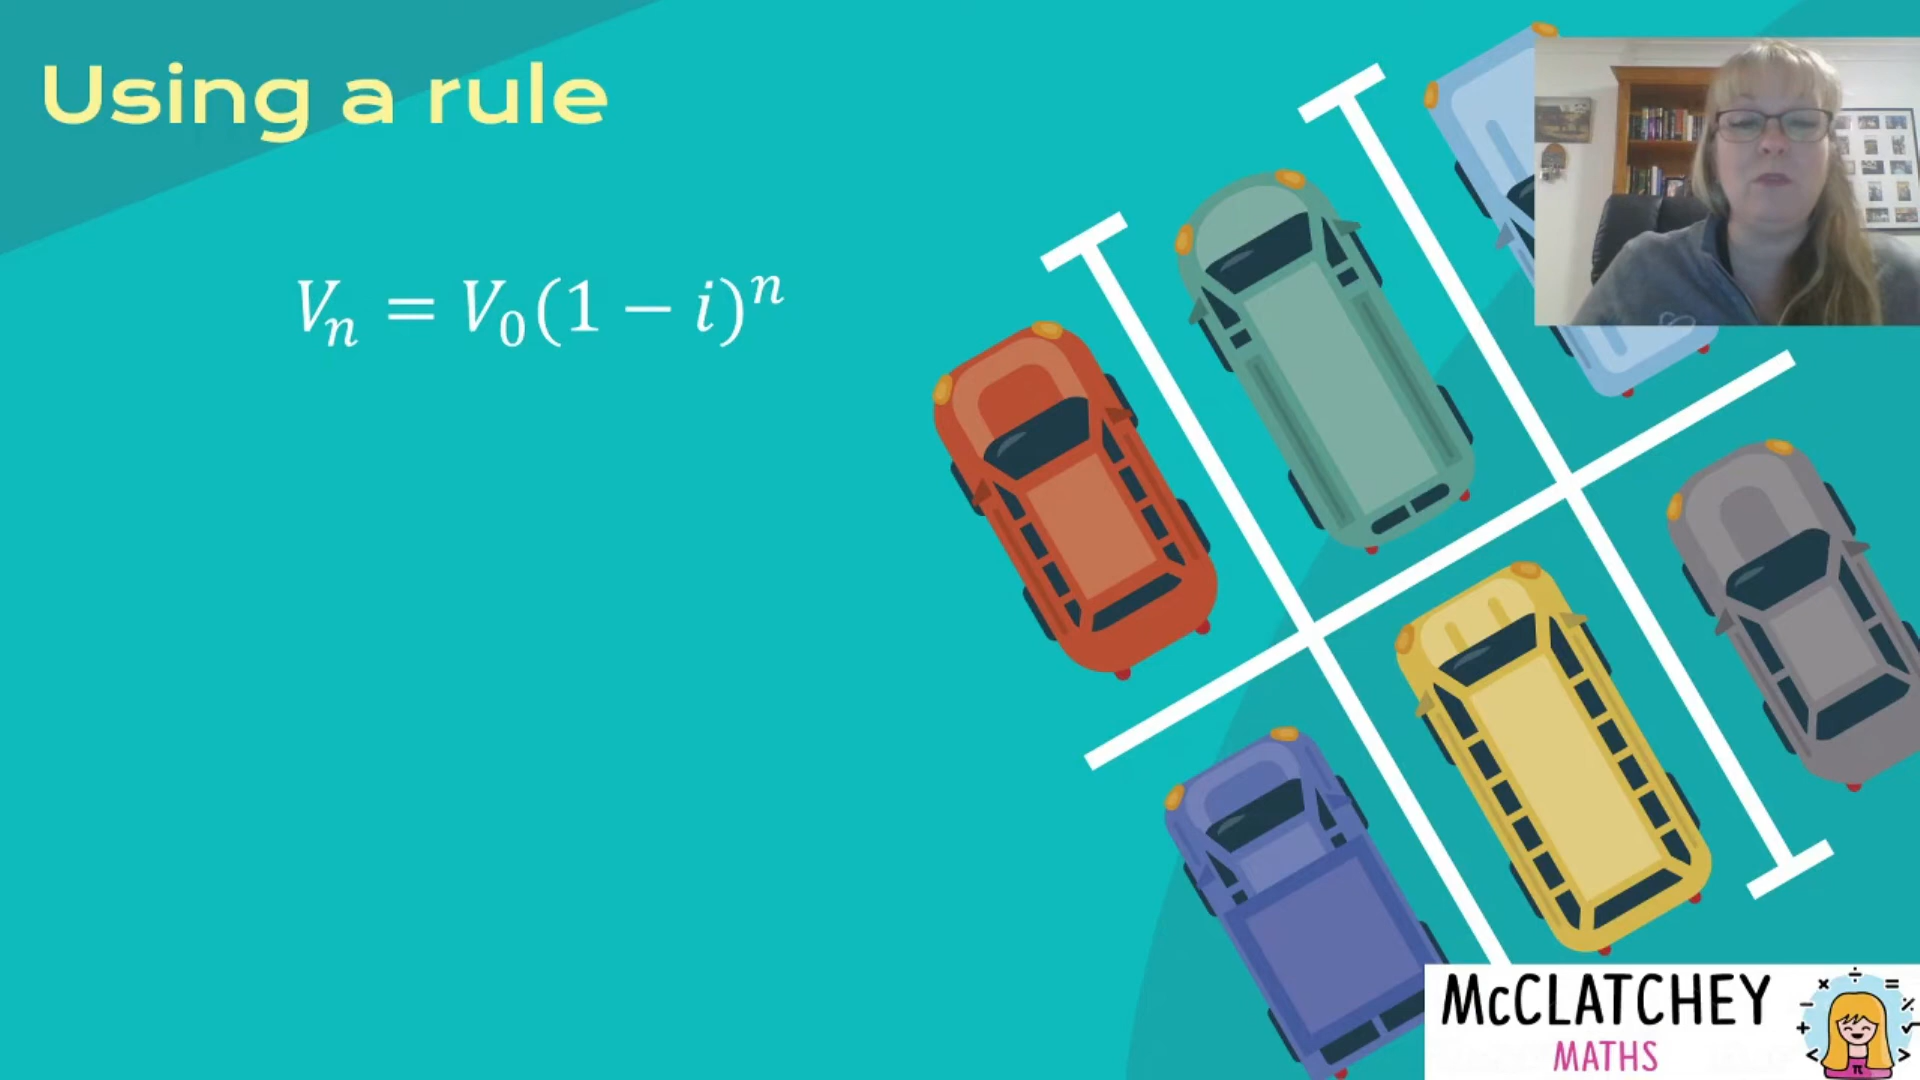 Using a rule
Vₙ = V₀(1 − i)ⁿ
McCLATCHEY
MATHS